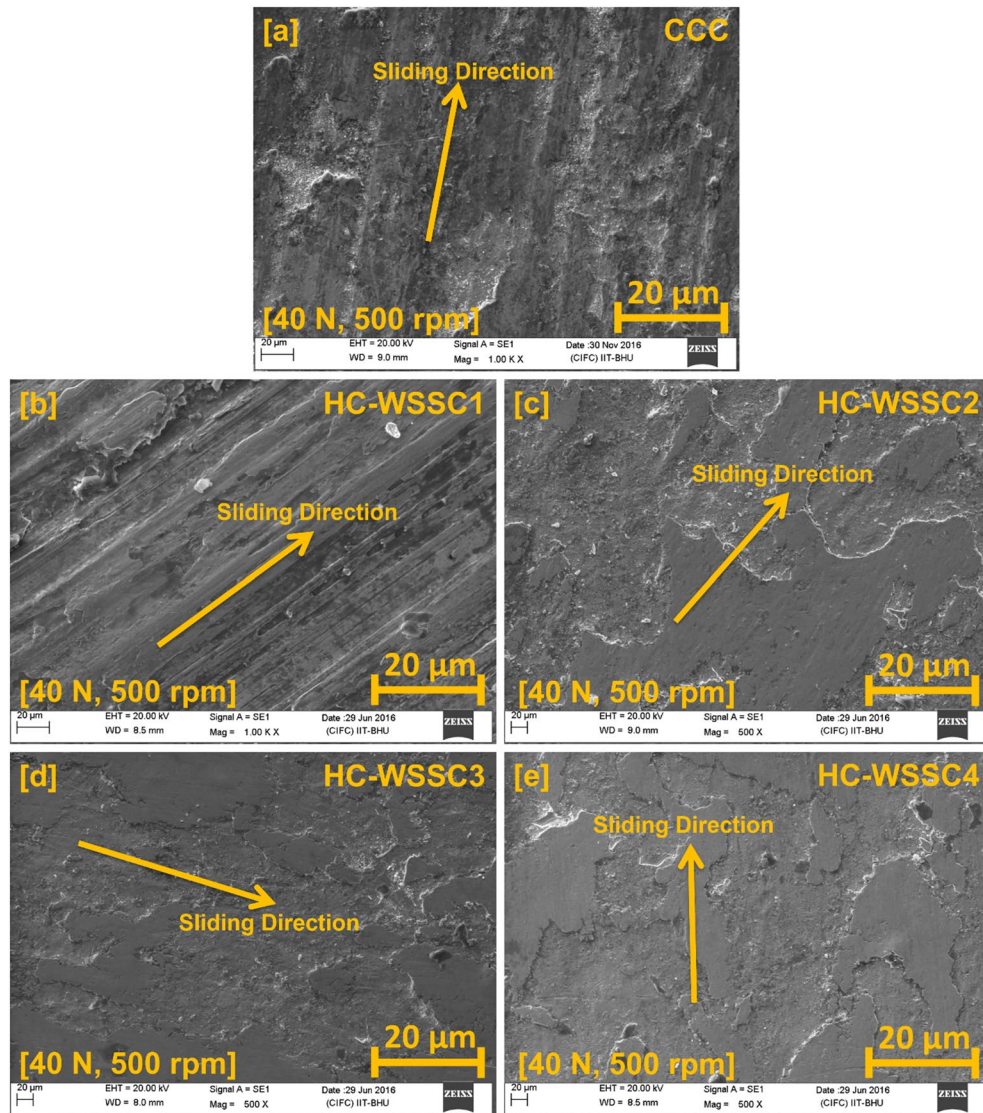 [a] CCC
Sliding Direction
[40 N, 500 rpm] 20 µm
20 µm EHT = 20.00 kV Signal A = SE1 Date :30 Nov 2016 ZEISS
WD = 9.0 mm Mag = 1.00 K X (CIFC) IIT-BHU
[b] HC-WSSC1
Sliding Direction
[40 N, 500 rpm] 20 µm
20 µm EHT = 20.00 kV Signal A = SE1 Date :29 Jun 2016 ZEISS
WD = 8.5 mm Mag = 1.00 K X (CIFC) IIT-BHU
[c] HC-WSSC2
Sliding Direction
[40 N, 500 rpm] 20 µm
20 µm EHT = 20.00 kV Signal A = SE1 Date :29 Jun 2016 ZEISS
WD = 9.0 mm Mag = 500 X (CIFC) IIT-BHU
[d] HC-WSSC3
Sliding Direction
[40 N, 500 rpm] 20 µm
20 µm EHT = 20.00 kV Signal A = SE1 Date :29 Jun 2016 ZEISS
WD = 8.0 mm Mag = 500 X (CIFC) IIT-BHU
[e] HC-WSSC4
Sliding Direction
[40 N, 500 rpm] 20 µm
20 µm EHT = 20.00 kV Signal A = SE1 Date :29 Jun 2016 ZEISS
WD = 8.5 mm Mag = 500 X (CIFC) IIT-BHU